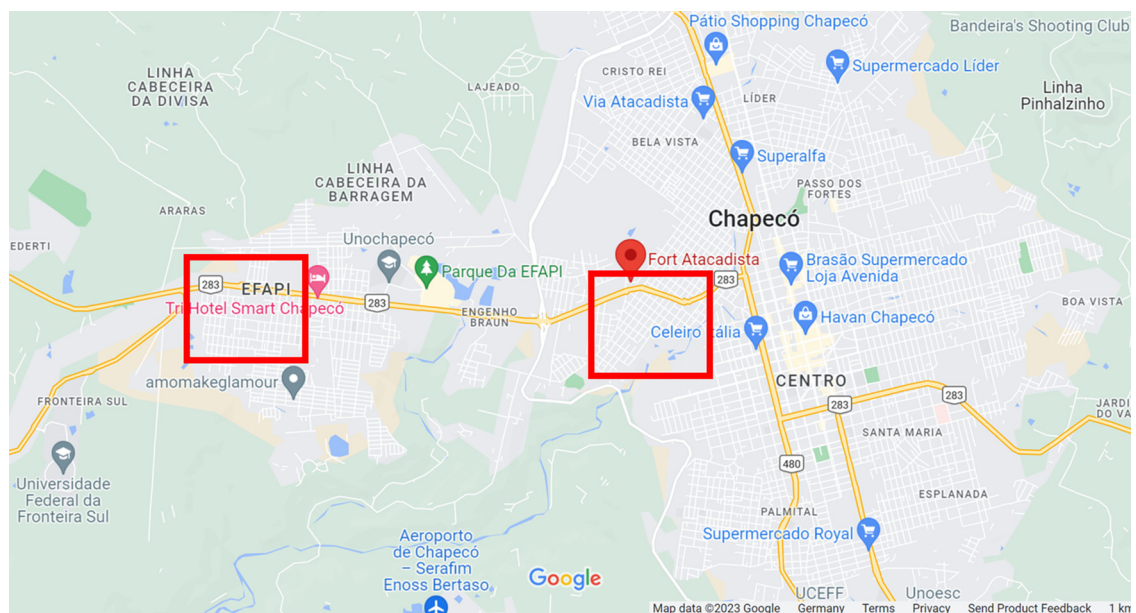 Pátio Shopping Chapecó
Bandeira's Shooting Club
LINHA
CABECEIRA
DA DIVISA
LAJEADO
CRISTO REI
Supermercado Líder
Linha
Pinhalzinho
Via Atacadista
LÍDER
BELA VISTA
Superalfa
LINHA
CABECEIRA DA
BARRAGEM
PASSO DOS
FORTES
ARARAS
Chapecó
EDERTI
Unochapecó
Fort Atacadista
Brasão Supermercado
Loja Avenida
Parque Da EFAPI
283
EFAPI
283
283
Tri Hotel Smart Chapecó
ENGENHO
BRAUN
BOA VISTA
Havan Chapecó
Celeiro
tália
amomakeglamour
CENTRO
FRONTEIRA SUL
283
JARDI
DO VA
SANTA MARIA
Universidade
Federal da
Fronteira Sul
480
ESPLANADA
PALMITAL
Supermercado Royal
Aeroporto
de Chapecó
– Serafim
Enoss Bertaso
Google
UCEFF
Unoesc
Map data ©2023 Google Germany Terms Privacy Send Product Feedback 1 km